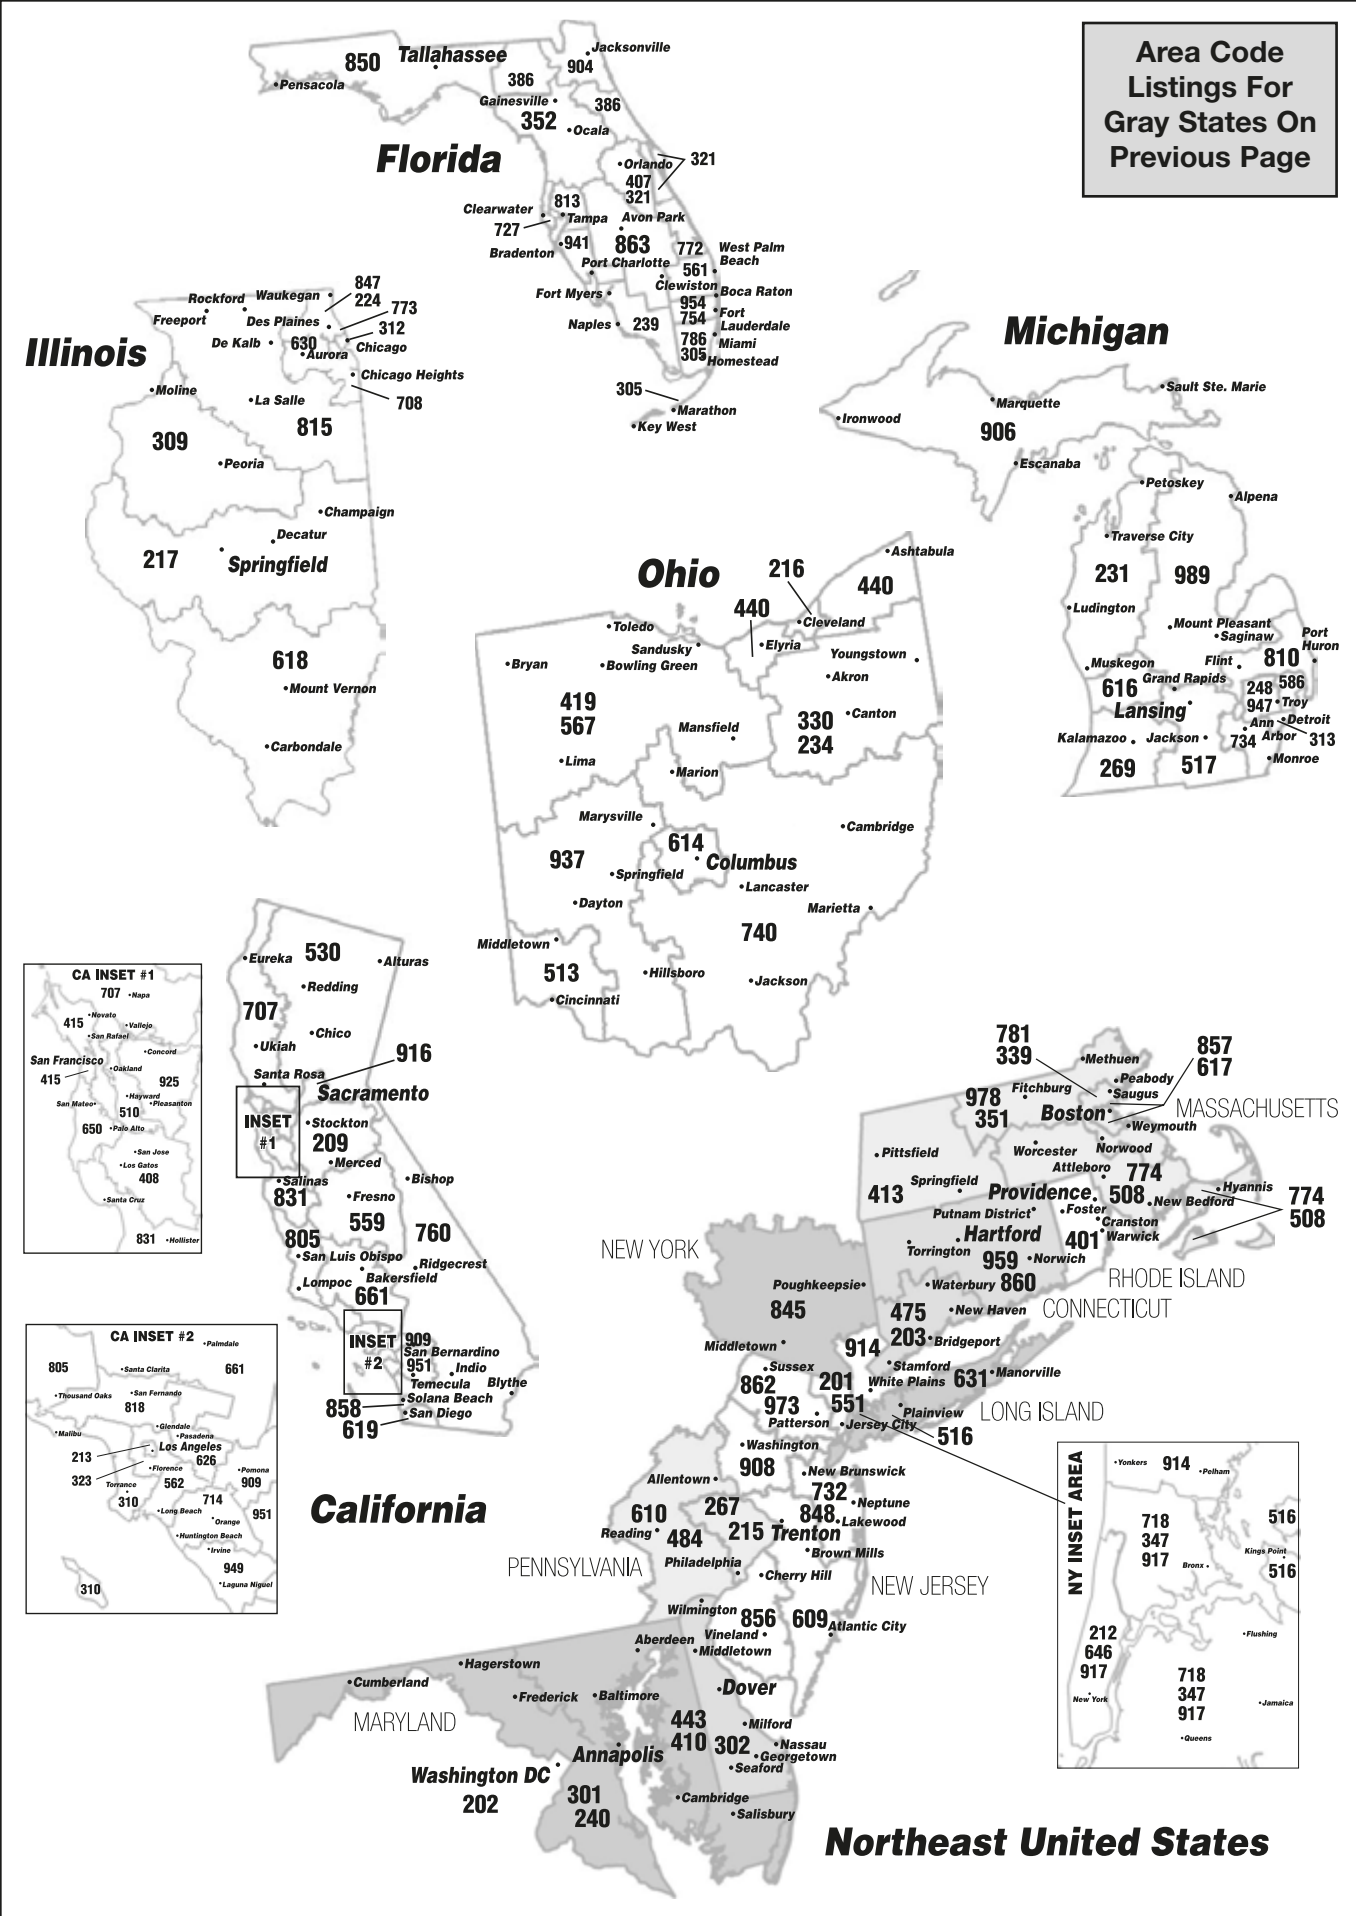 Area Code
Listings For
Gray States On
Previous Page
Florida
850
Tallahassee
Jacksonville
904
Pensacola
386
Gainesville
386
352
Ocala
Orlando
321
407
321
813
Clearwater
Tampa
Avon Park
727
941
863
772
West Palm
Beach
Bradenton
Port Charlotte
561
Clewiston
Fort Myers
Boca Raton
954
754
Fort
Lauderdale
Naples
239
786
Miami
305
Homestead
305
Marathon
Key West
Illinois
847
224
Rockford
Waukegan
773
Freeport
Des Plaines
312
De Kalb
630
Chicago
Aurora
Chicago Heights
Moline
La Salle
708
309
815
Peoria
Champaign
Decatur
217
Springfield
618
Mount Vernon
Carbondale
Michigan
Sault Ste. Marie
Ironwood
Marquette
906
Escanaba
Petoskey
Alpena
Traverse City
231
989
Ludington
Mount Pleasant
Saginaw
Port
Huron
Muskegon
Flint
810
616
Grand Rapids
248
586
947
Troy
Lansing
Ann
Arbor
Detroit
Kalamazoo
Jackson
734
313
269
517
Monroe
Ohio
216
Ashtabula
440
440
Toledo
Cleveland
Sandusky
Elyria
Youngstown
Bryan
Bowling Green
Akron
419
567
Mansfield
330
234
Canton
Lima
Marion
Marysville
614
Cambridge
937
Columbus
Springfield
Lancaster
Dayton
Marietta
740
Middletown
513
Hillsboro
Jackson
Cincinnati
California
Eureka
530
Alturas
Redding
707
Chico
Ukiah
916
Santa Rosa
Sacramento
INSET
#1
Stockton
209
Merced
Salinas
Bishop
831
Fresno
559
805
760
San Luis Obispo
Ridgecrest
Lompoc
Bakersfield
661
INSET
#2
909
San Bernardino
951
Indio
Temecula
Blythe
Solana Beach
858
San Diego
619
CA INSET #1
707
Napa
415
Novato
Vallejo
San Rafael
San Francisco
Concord
415
Oakland
925
Hayward
San Mateo
Pleasanton
510
650
Palo Alto
San Jose
Los Gatos
408
Santa Cruz
831
Hollister
CA INSET #2
Palmdale
805
Santa Clarita
661
Thousand Oaks
San Fernando
818
Malibu
Glendale
Pasadena
213
Los Angeles
626
323
Florence
Pomona
Torrance
562
909
310
714
Long Beach
951
Orange
Huntington Beach
Irvine
949
310
Laguna Niguel
Northeast United States
781
339
Methuen
857
617
Fitchburg
Peabody
Saugus
978
351
Boston
MASSACHUSETTS
Weymouth
Pittsfield
Worcester
Norwood
Attleboro
774
508
Springfield
Hyannis
413
Providence
New Bedford
774
508
Putnam District
Foster
Cranston
Hartford
401
Warwick
Torrington
959
860
Norwich
RHODE ISLAND
Waterbury
CONNECTICUT
475
203
New Haven
Bridgeport
NEW YORK
Poughkeepsie
845
Middletown
914
Stamford
Sussex
White Plains
631
Manorville
862
973
201
551
Plainview
LONG ISLAND
Patterson
Jersey City
516
Washington
908
New Brunswick
Allentown
732
848
Neptune
610
484
267
215
Lakewood
Reading
Trenton
Philadelphia
Brown Mills
PENNSYLVANIA
Cherry Hill
NEW JERSEY
Wilmington
856
609
Atlantic City
Aberdeen
Vineland
Middletown
Hagerstown
Cumberland
Dover
Frederick
Baltimore
MARYLAND
443
410
Milford
302
Nassau
Annapolis
Georgetown
Seaford
Washington DC
202
301
240
Cambridge
Salisbury
NY INSET AREA
Yonkers
914
Pelham
718
347
917
516
Kings Point
Bronx
516
212
646
917
Flushing
718
347
917
New York
Jamaica
Queens